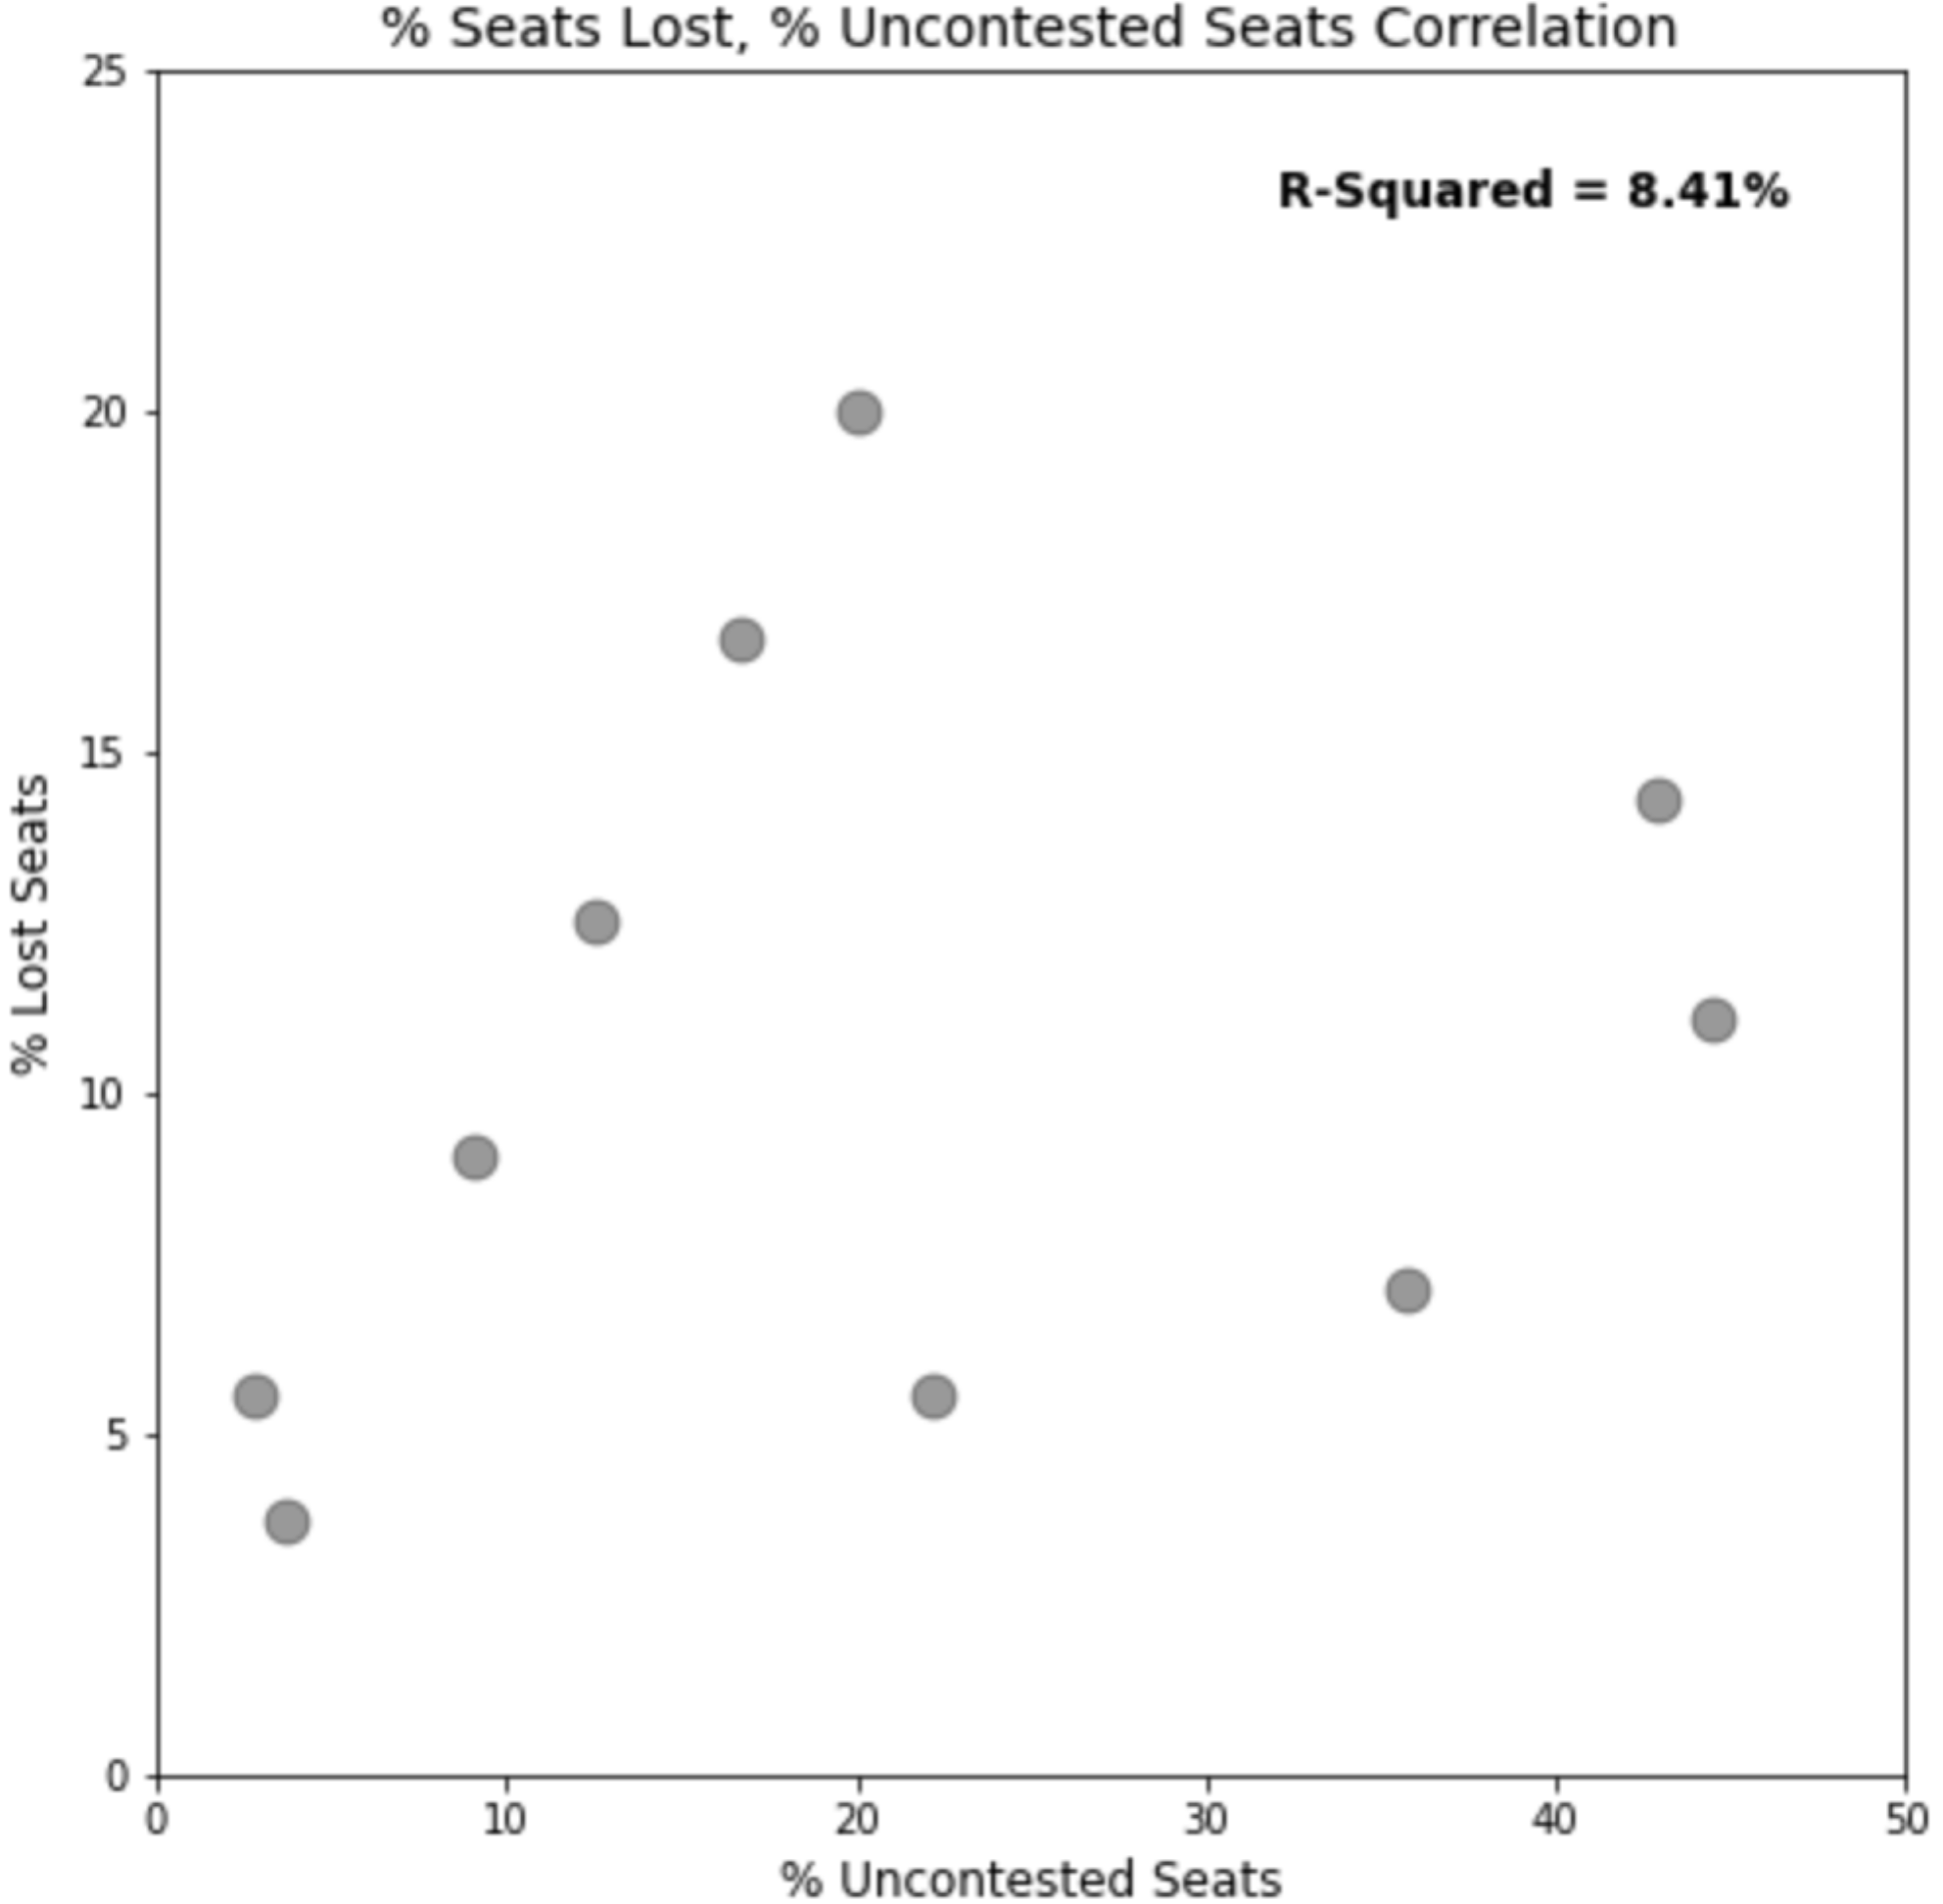 % Seats Lost, % Uncontested Seats Correlation
R-Squared = 8.41%
25
20
15
10
5
0
% Lost Seats
0 10 20 30 40 50
% Uncontested Seats